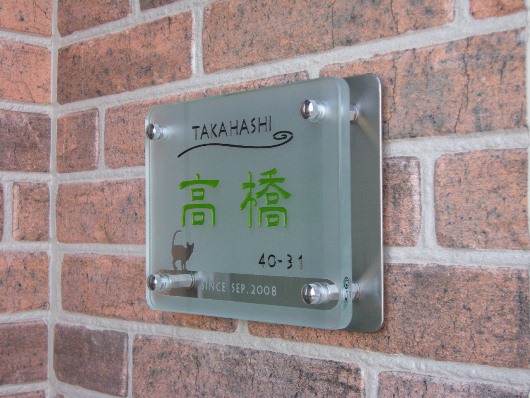 TAKAHASHI
高橋
40-31
SINCE SEP.2008